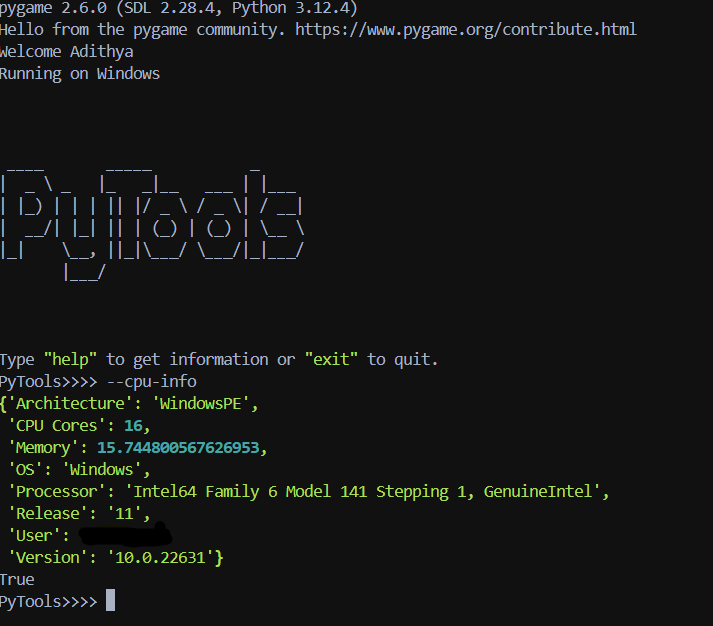 pygame 2.6.0 (SDL 2.28.4, Python 3.12.4)
Hello from the pygame community. https://www.pygame.org/contribute.html
Welcome Adithya
Running on Windows
PyTools
Type "help" to get information or "exit" to quit.
PyTools>>>> --cpu-info
{'Architecture': 'WindowsPE',
'CPU Cores': 16,
'Memory': 15.744800567626953,
'OS': 'Windows',
'Processor': 'Intel64 Family 6 Model 141 Stepping 1, GenuineIntel',
'Release': '11',
'User':
'Version': '10.0.22631'}
True
PyTools>>>>